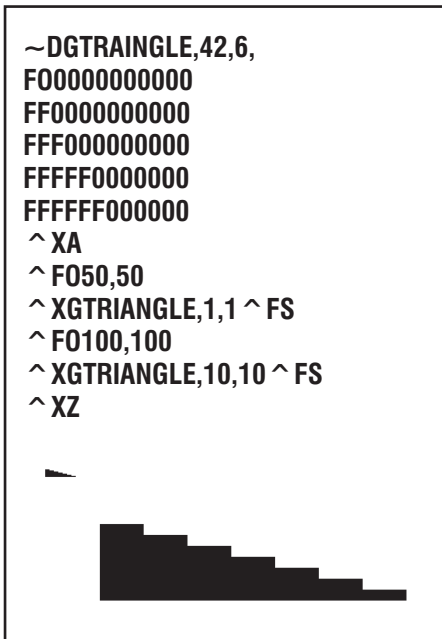 ~DGTRAINGLE,42,6,
F00000000000
FF0000000000
FFF000000000
FFFFF0000000
FFFFFF000000
^ XA
^ FO50,50
^ XGTRIANGLE,1,1 ^ FS
^ FO100,100
^ XGTRIANGLE,10,10 ^ FS
^ XZ